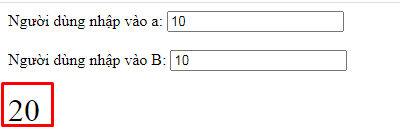 Người dùng nhập vào a: 10
Người dùng nhập vào B: 10
20